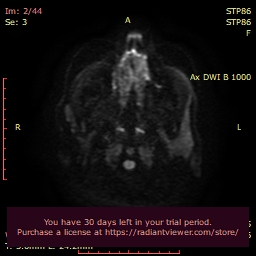 Im: 2/44
Se: 3
A
STP86
STP86
F
Ax DWI B 1000
R
L
You have 30 days left in your trial period.
Purchase a license at https://radiantviewer.com/store/